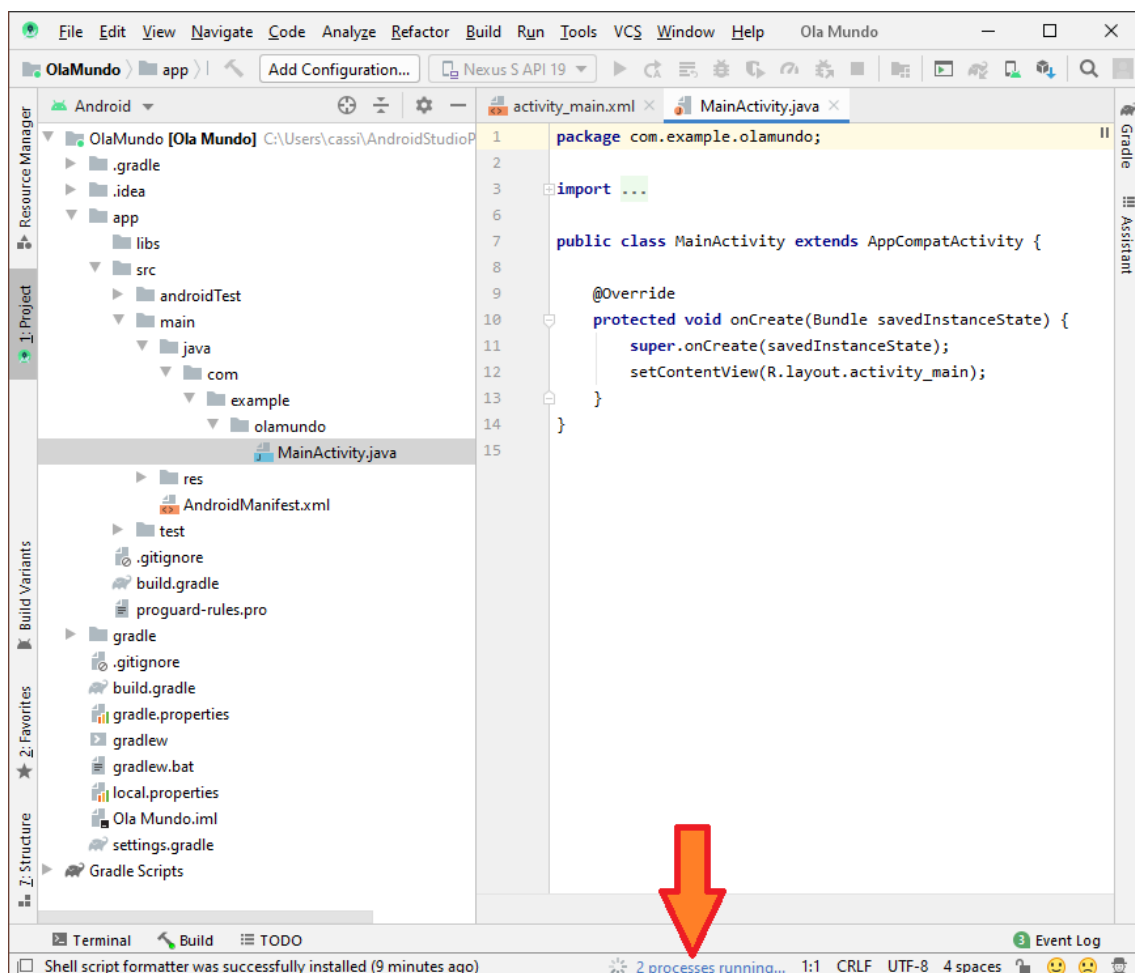 File Edit View Navigate Code Analyze Refactor Build Run Tools VCS Window Help Ola Mundo
OlaMundo app Add Configuration... Nexus S API 19
Android
activity_main.xml MainActivity.java
Resource Manager
1: Project
Build Variants
2: Favorites
7: Structure
OlaMundo [Ola Mundo] C:\Users\cassi\AndroidStudioP
.gradle
.idea
app
libs
src
androidTest
main
java
com
example
olamundo
MainActivity.java
res
AndroidManifest.xml
test
.gitignore
build.gradle
proguard-rules.pro
gradle
.gitignore
build.gradle
gradle.properties
gradlew
gradlew.bat
local.properties
Ola Mundo.iml
settings.gradle
Gradle Scripts
1 package com.example.olamundo;
2
3 import ...
6
7 public class MainActivity extends AppCompatActivity {
8
9 @Override
10 protected void onCreate(Bundle savedInstanceState) {
11 super.onCreate(savedInstanceState);
12 setContentView(R.layout.activity_main);
13 }
14 }
15
Gradle
Assistant
Terminal Build TODO 3 Event Log
Shell script formatter was successfully installed (9 minutes ago) 2 processes running... 1:1 CRLF UTF-8 4 spaces